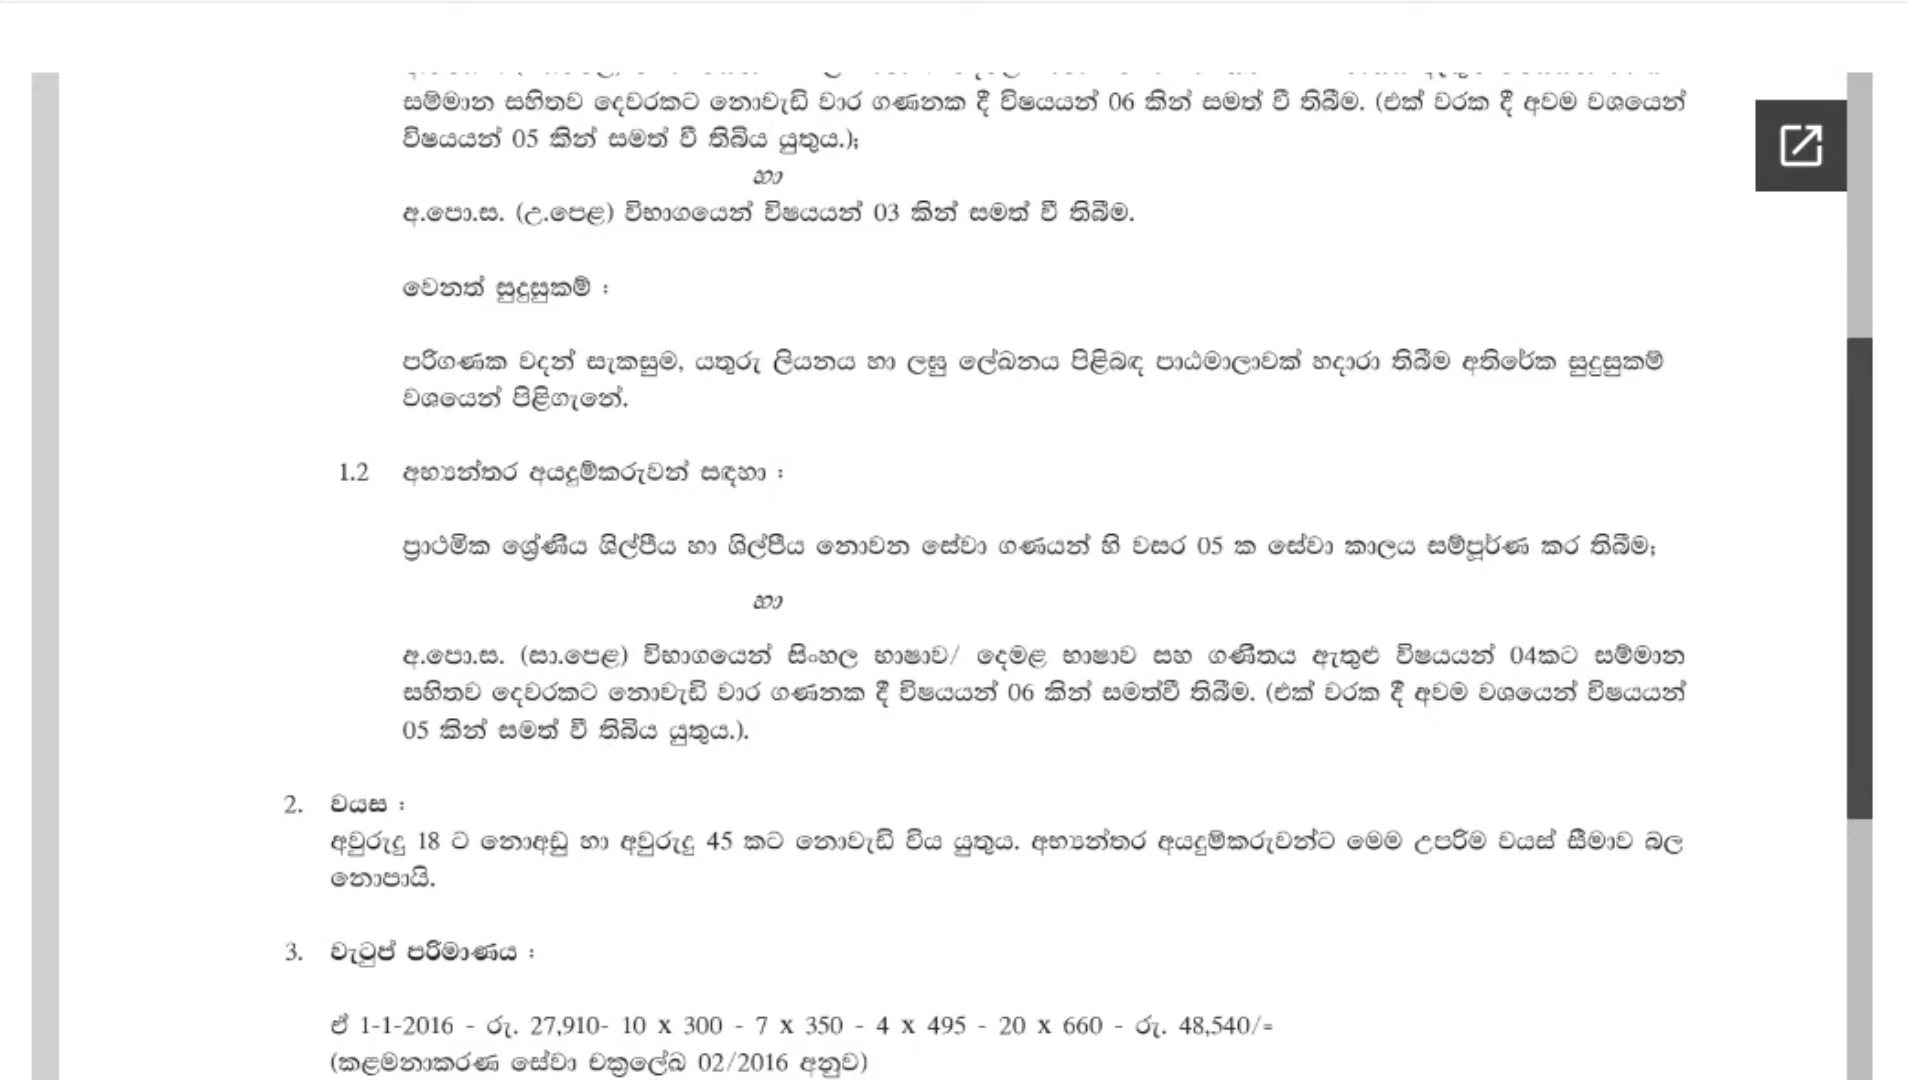 සම්මාන සහිතව දෙවරකට නොවැඩි වාර ගණනක දී විෂයයන් 06 කින් සමත් වී තිබීම. (එක් වරක දී අවම වශයෙන්
විෂයයන් 05 කින් සමත් වී තිබිය යුතුය.);
හා
අ.පො.ස. (උ.පෙළ) විභාගයෙන් විෂයයන් 03 කින් සමත් වී තිබීම.
වෙනත් සුදුසුකම් :
පරිගණක වදන් සැකසුම, යතුරු ලියනය හා ලඝු ලේඛනය පිළිබඳ පාඨමාලාවක් හදාරා තිබීම අතිරේක සුදුසුකම්
වශයෙන් පිළිගැනේ.
1.2 අභ්‍යන්තර අයදුම්කරුවන් සඳහා :
ප්‍රාථමික ශ්‍රේණීය ශිල්පීය හා ශිල්පීය නොවන සේවා ගණයන් හි වසර 05 ක සේවා කාලය සම්පූර්ණ කර තිබීම;
හා
අ.පො.ස. (සා.පෙළ) විභාගයෙන් සිංහල භාෂාව/ දෙමළ භාෂාව සහ ගණිතය ඇතුළු විෂයයන් 04කට සම්මාන
සහිතව දෙවරකට නොවැඩි වාර ගණනක දී විෂයයන් 06 කින් සමත්වී තිබීම. (එක් වරක දී අවම වශයෙන් විෂයයන්
05 කින් සමත් වී තිබිය යුතුය.).
2. වයස :
අවුරුදු 18 ට නොඅඩු හා අවුරුදු 45 කට නොවැඩි විය යුතුය. අභ්‍යන්තර අයදුම්කරුවන්ට මෙම උපරිම වයස් සීමාව බල
නොපායි.
3. වැටුප් පරිමාණය :
ඒ 1-1-2016 - රු. 27,910- 10 x 300 - 7 x 350 - 4 x 495 - 20 x 660 - රු. 48,540/=
(කළමනාකරණ සේවා චක්‍රලේඛ 02/2016 අනුව)